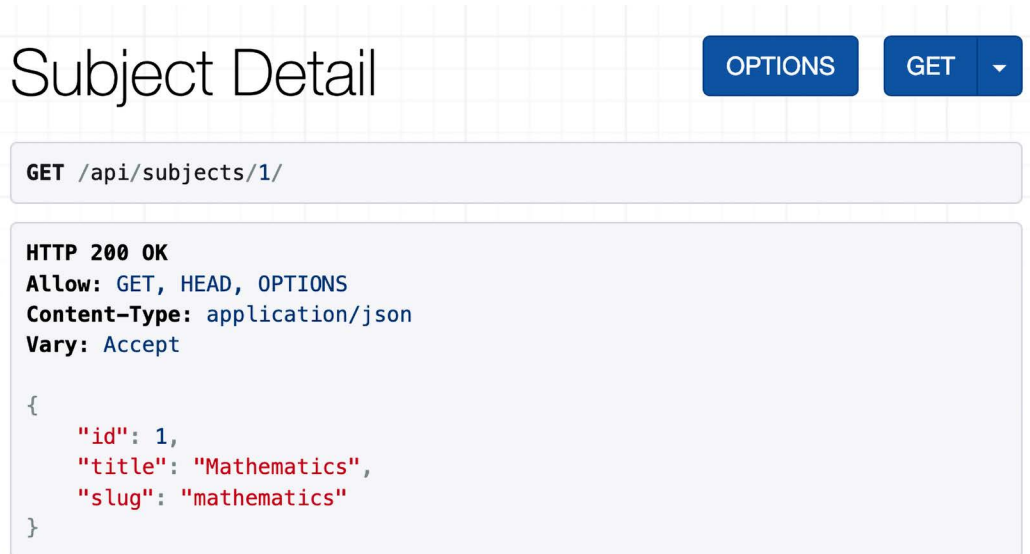 Subject Detail
OPTIONS
GET
GET /api/subjects/1/
HTTP 200 OK
Allow: GET, HEAD, OPTIONS
Content-Type: application/json
Vary: Accept
{
    "id": 1,
    "title": "Mathematics",
    "slug": "mathematics"
}